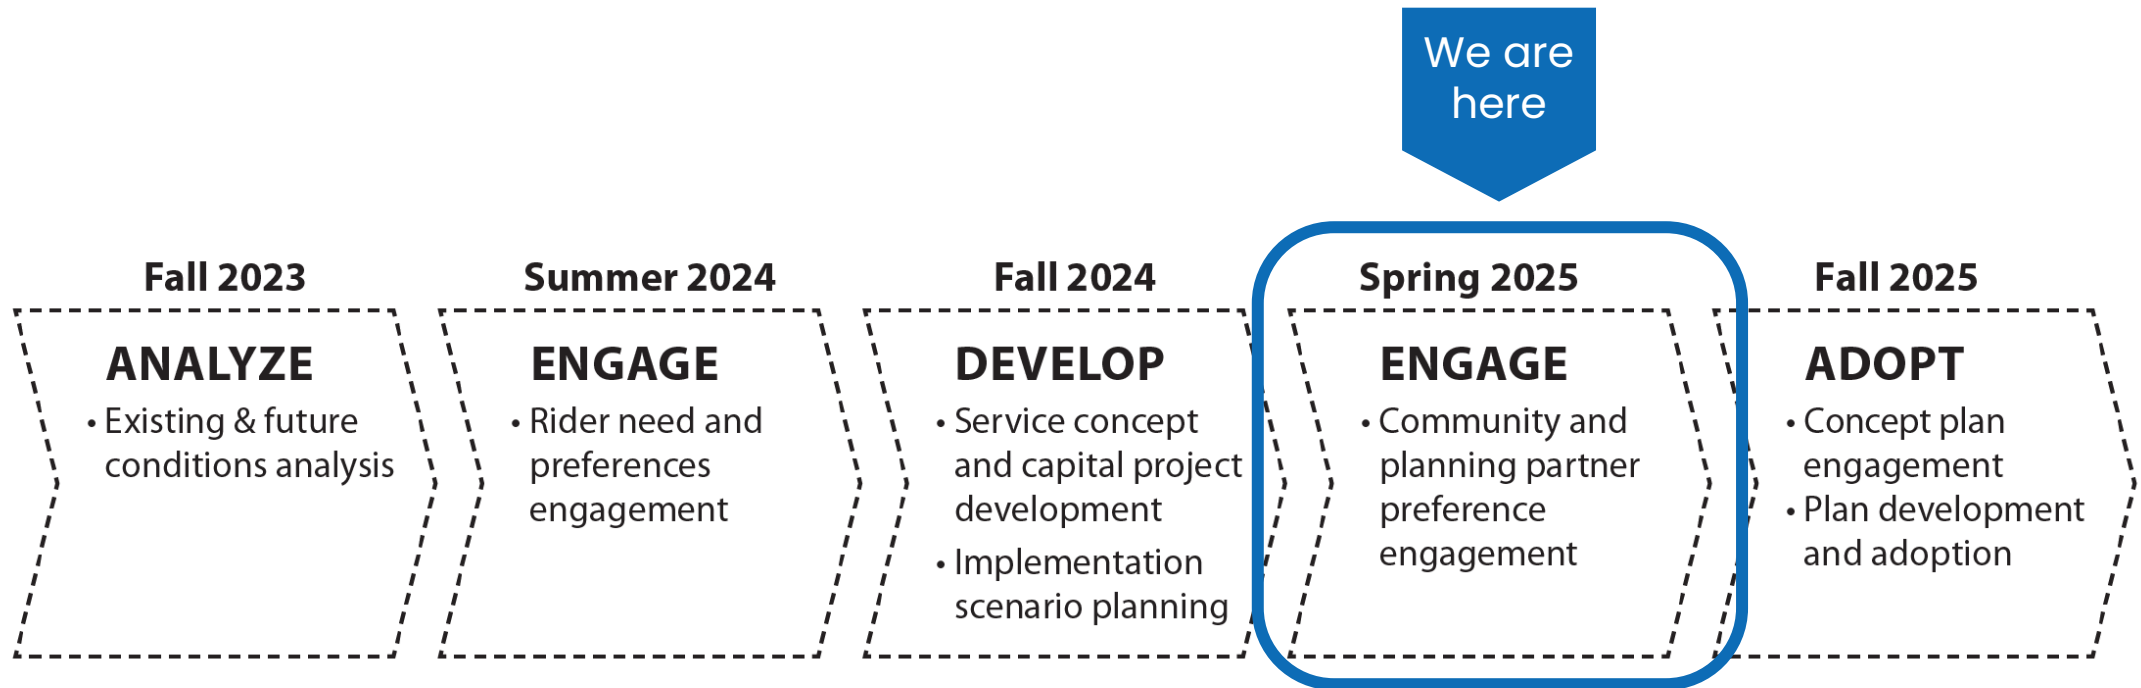 We are
here
Fall 2023
Summer 2024
Fall 2024
Spring 2025
Fall 2025
ANALYZE
• Existing & future
conditions analysis
ENGAGE
• Rider need and
preferences
engagement
DEVELOP
• Service concept
and capital project
development
• Implementation
scenario planning
ENGAGE
• Community and
planning partner
preference
engagement
ADOPT
• Concept plan
engagement
• Plan development
and adoption